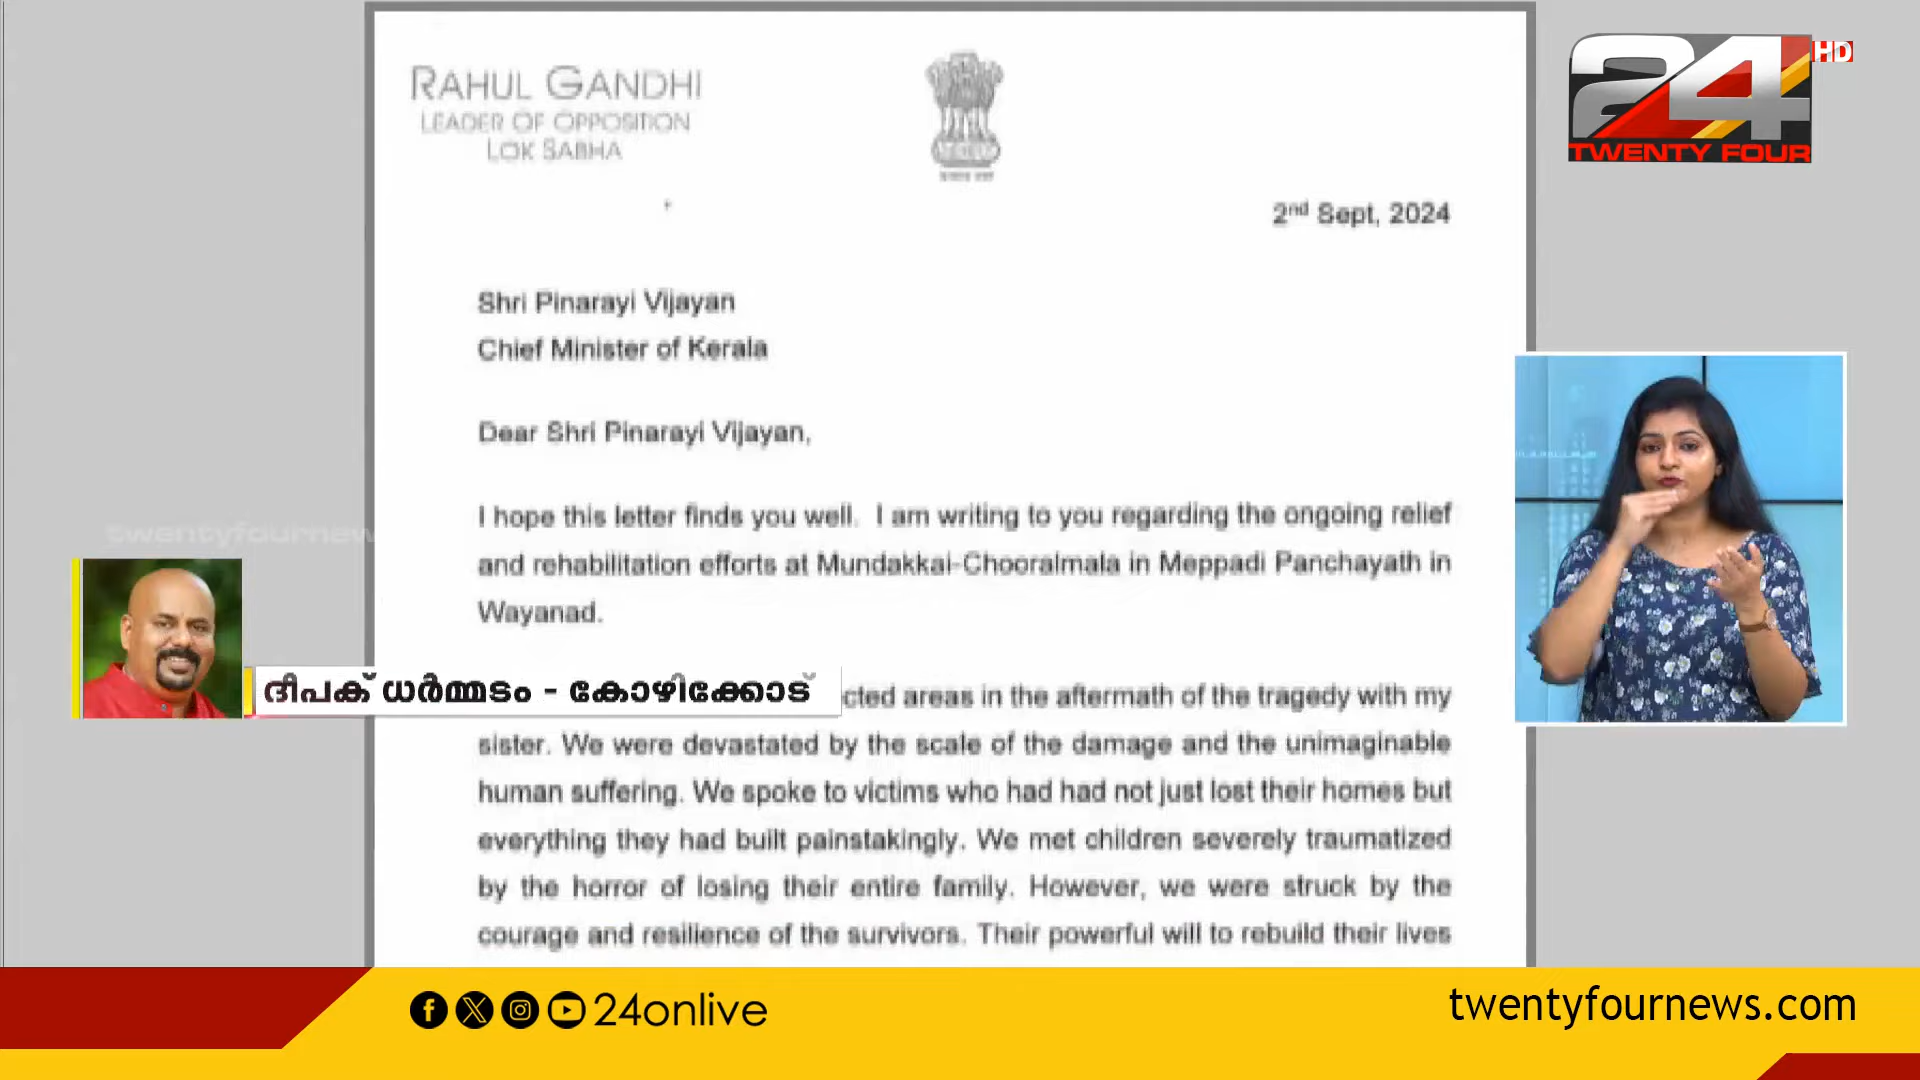 RAHUL GANDHI
LEADER OF OPPOSITION
LOK SABHA
2nd Sept, 2024
Shri Pinarayi Vijayan
Chief Minister of Kerala
Dear Shri Pinarayi Vijayan,
I hope this letter finds you well. I am writing to you regarding the ongoing relief
and rehabilitation efforts at Mundakkai-Chooralmala in Meppadi Panchayath in
Wayanad.
cted areas in the aftermath of the tragedy with my
sister. We were devastated by the scale of the damage and the unimaginable
human suffering. We spoke to victims who had had not just lost their homes but
everything they had built painstakingly. We met children severely traumatized
by the horror of losing their entire family. However, we were struck by the
courage and resilience of the survivors. Their powerful will to rebuild their lives
24 HD
TWENTY FOUR
twentyfournew
ദീപക് ധർമ്മടം - കോഴിക്കോട്
24onlive
twentyfournews.com